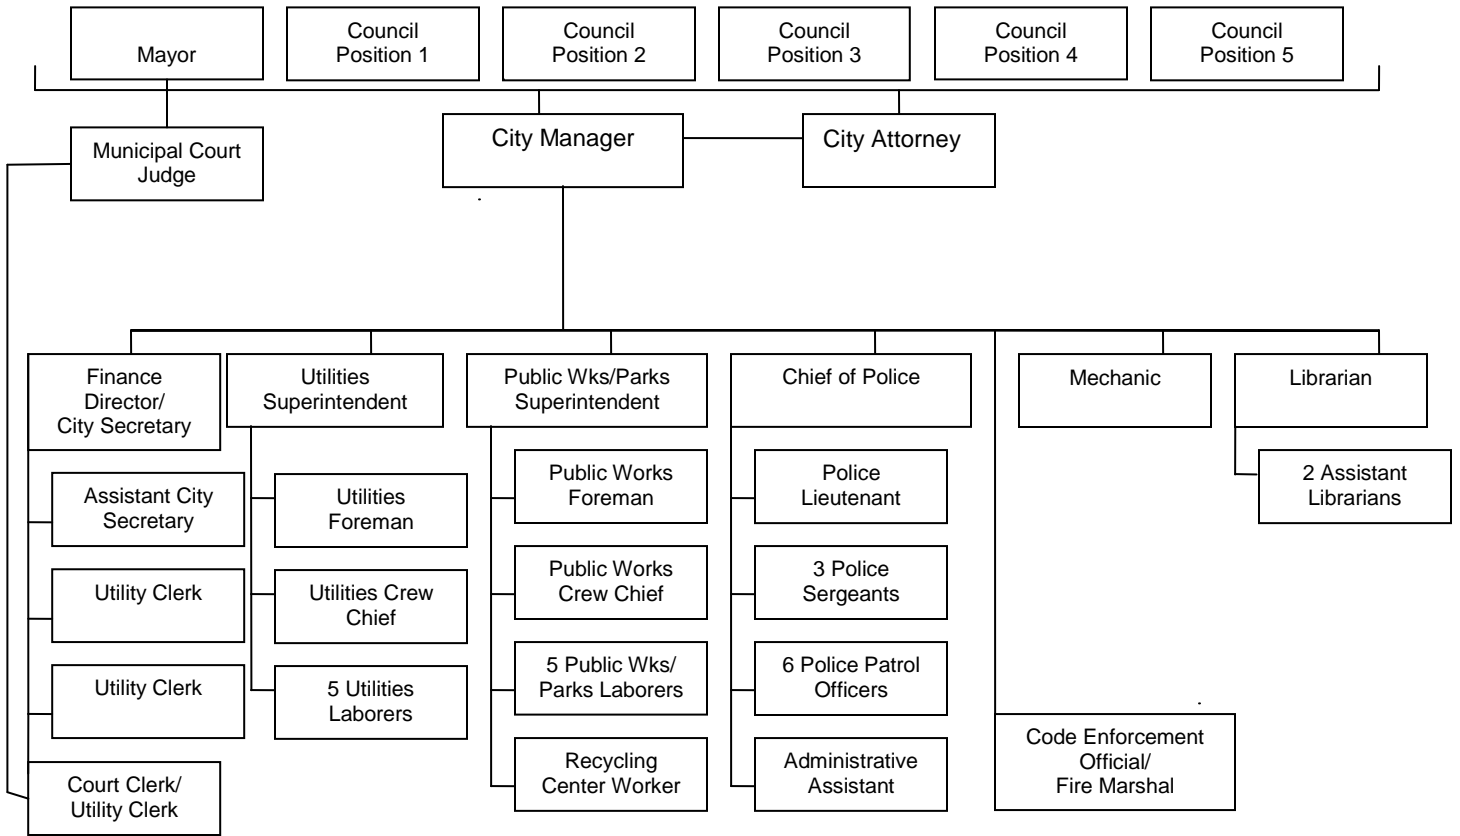 Mayor
Council
Position 1
Council
Position 2
Council
Position 3
Council
Position 4
Council
Position 5
Municipal Court
Judge
City Manager
City Attorney
Finance
Director/
City Secretary
Utilities
Superintendent
Public Wks/Parks
Superintendent
Chief of Police
Mechanic
Librarian
Assistant City
Secretary
Utility Clerk
Utility Clerk
Court Clerk/
Utility Clerk
Utilities
Foreman
Utilities Crew
Chief
5 Utilities
Laborers
Public Works
Foreman
Public Works
Crew Chief
5 Public Wks/
Parks Laborers
Recycling
Center Worker
Police
Lieutenant
3 Police
Sergeants
6 Police Patrol
Officers
Administrative
Assistant
Code Enforcement
Official/
Fire Marshal
2 Assistant
Librarians